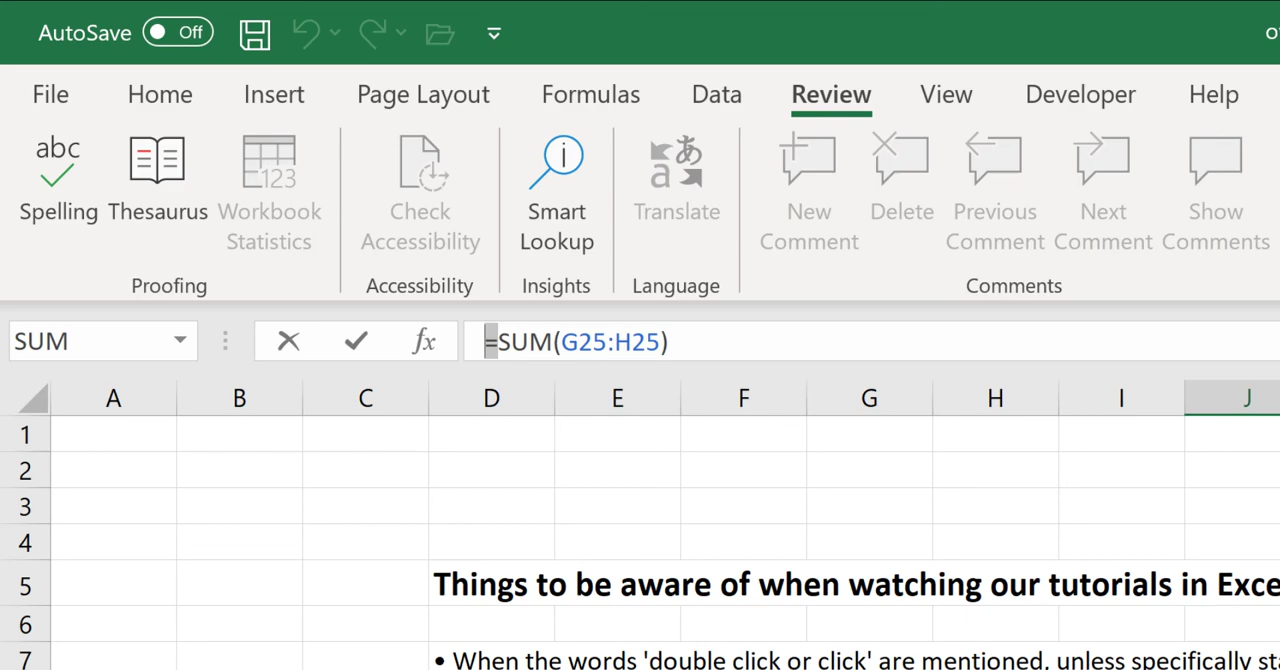 AutoSave Off
File Home Insert Page Layout Formulas Data Review View Developer Help
abc 123 i あ a
Spelling Thesaurus Workbook Check Smart Translate New Delete Previous Next Show
Statistics Accessibility Lookup Comment Comment Comment Comments
Proofing Accessibility Insights Language Comments
SUM fx =SUM(G25:H25)
A B C D E F G H I J
1
2
3
4
5 Things to be aware of when watching our tutorials in
6
7 • When the words 'double click or click' are mentioned, unless specifically